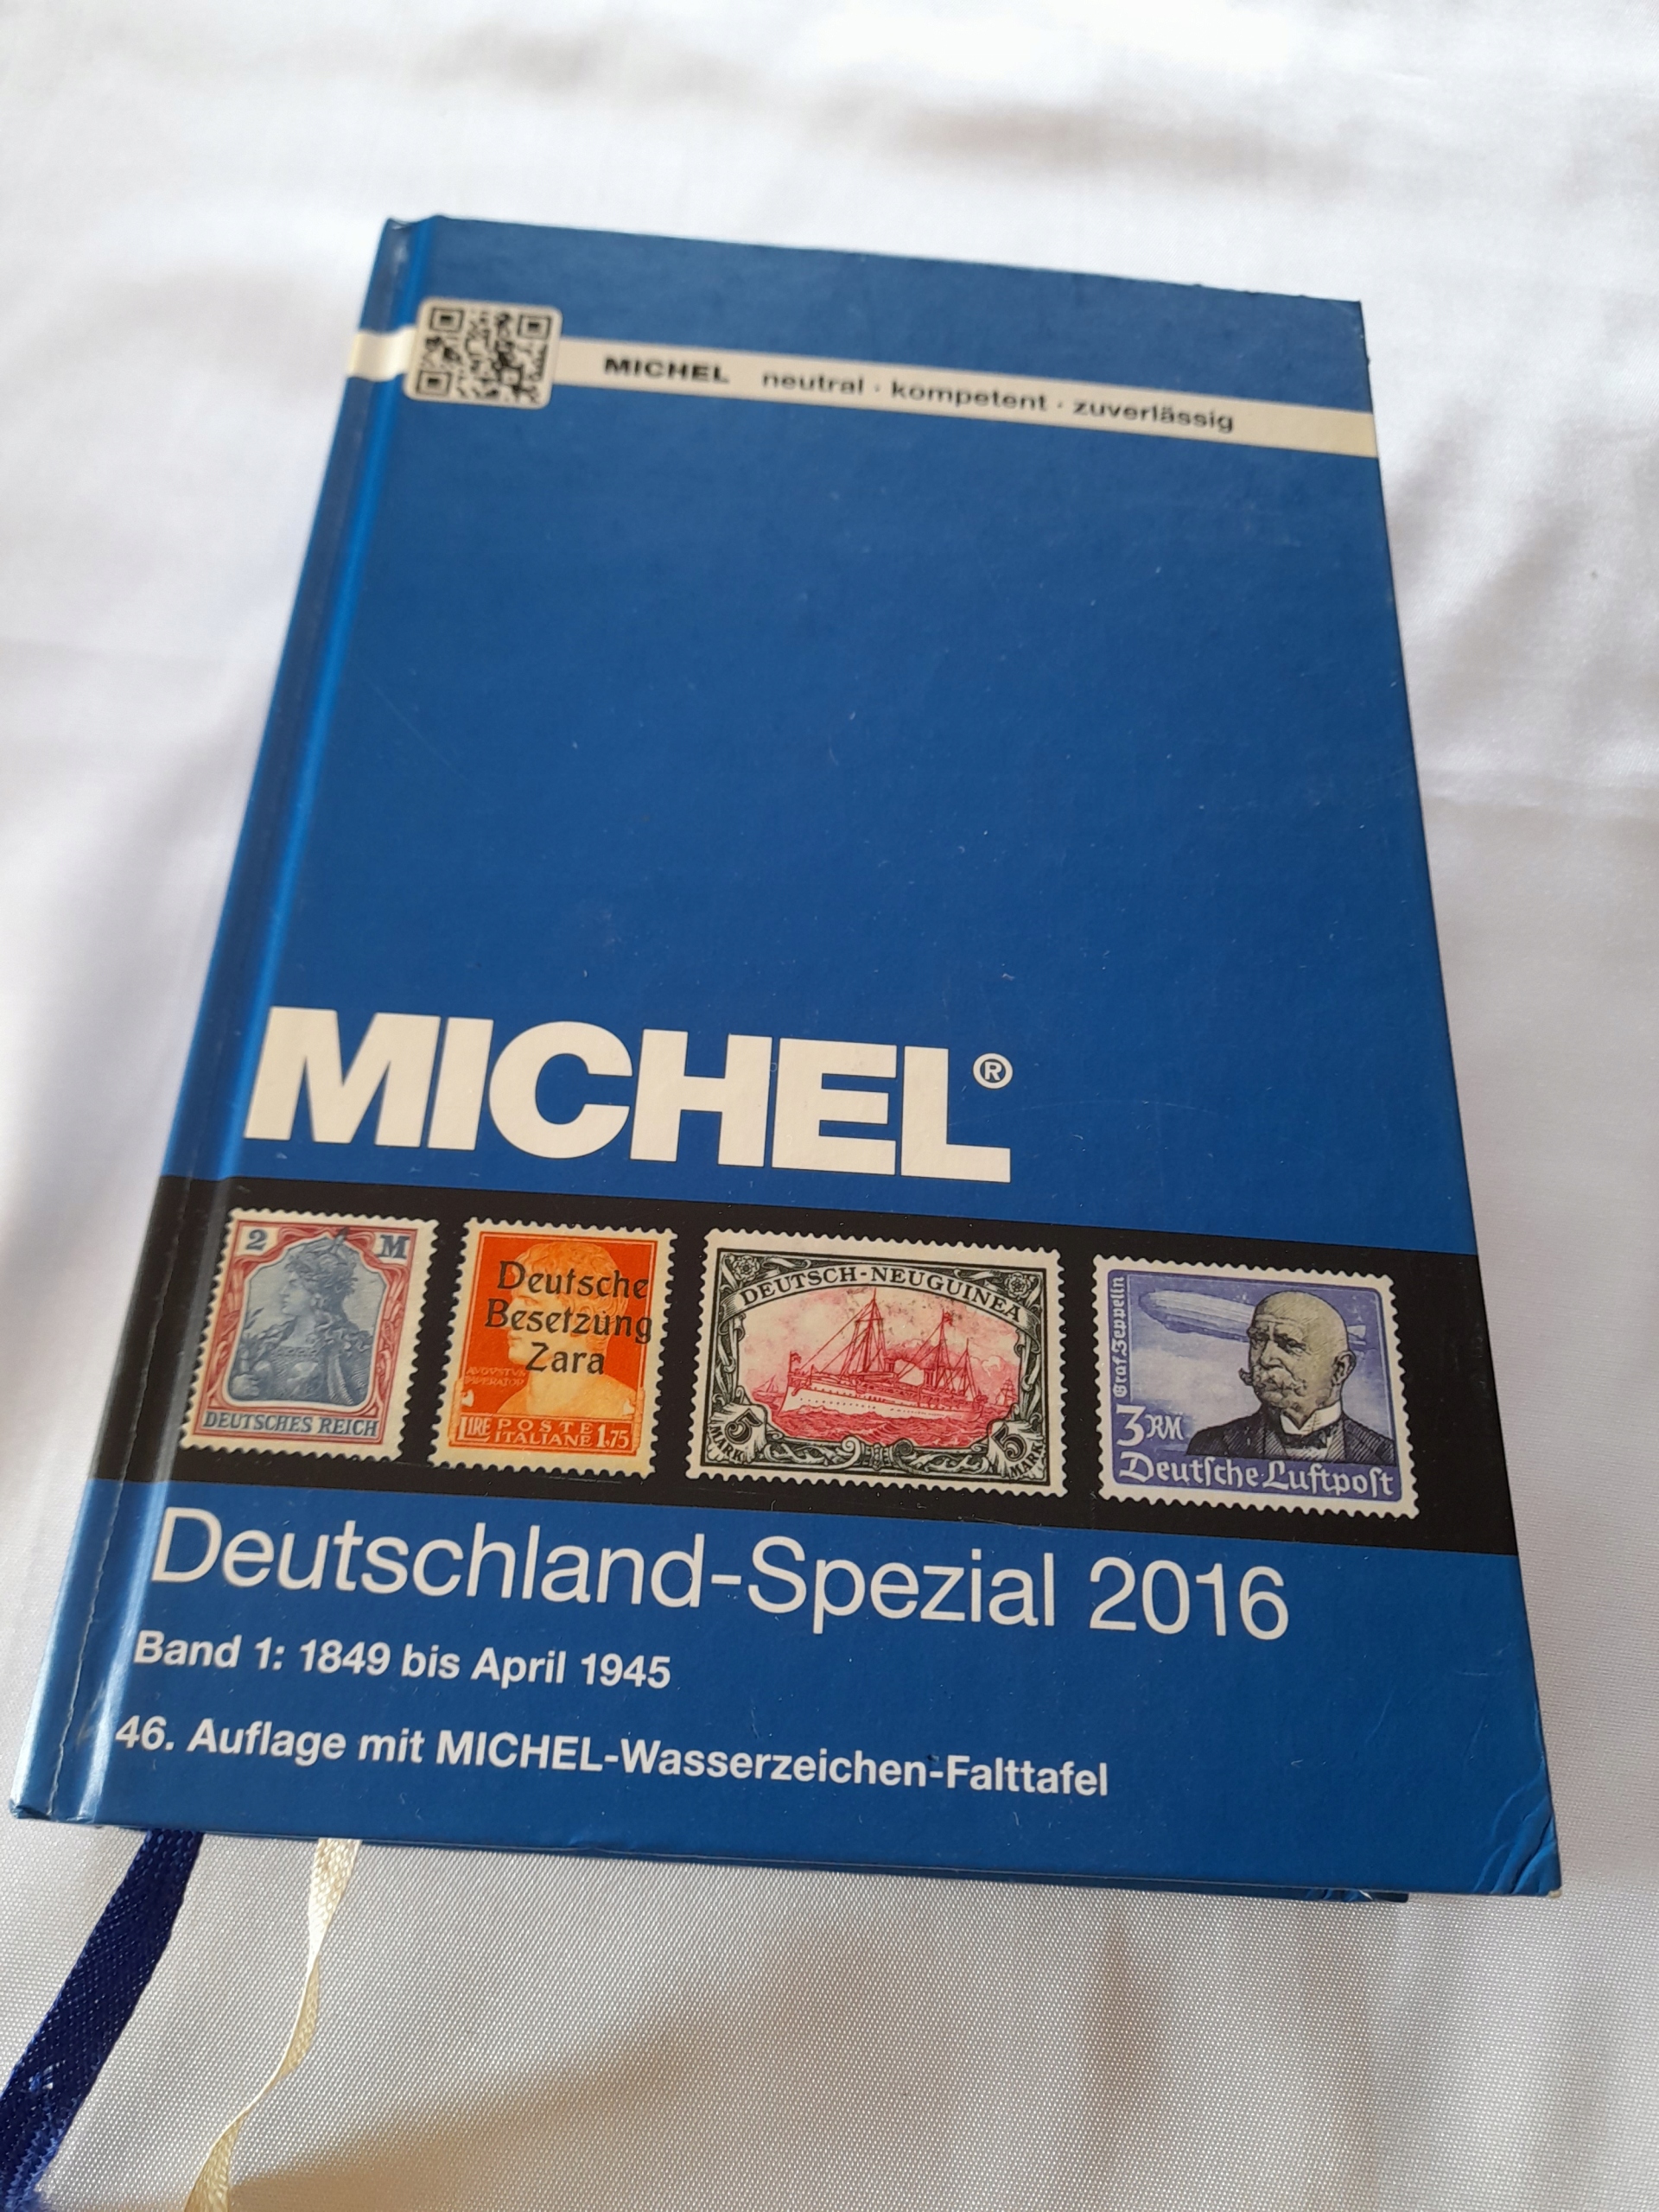 MICHEL neutral · kompetent · zuverlässig
MICHEL®
2 M
DEUTSCHES REICH
Deutsche
Besetzung
Zara
LIRE POSTE ITALIANE 1,75
DEUTSCH-NEUGUINEA
5 MARK 5 MARK
Graf Zeppelin
3 RM
Deutsche Luftpost
Deutschland-Spezial 2016
Band 1: 1849 bis April 1945
46. Auflage mit MICHEL-Wasserzeichen-Falttafel